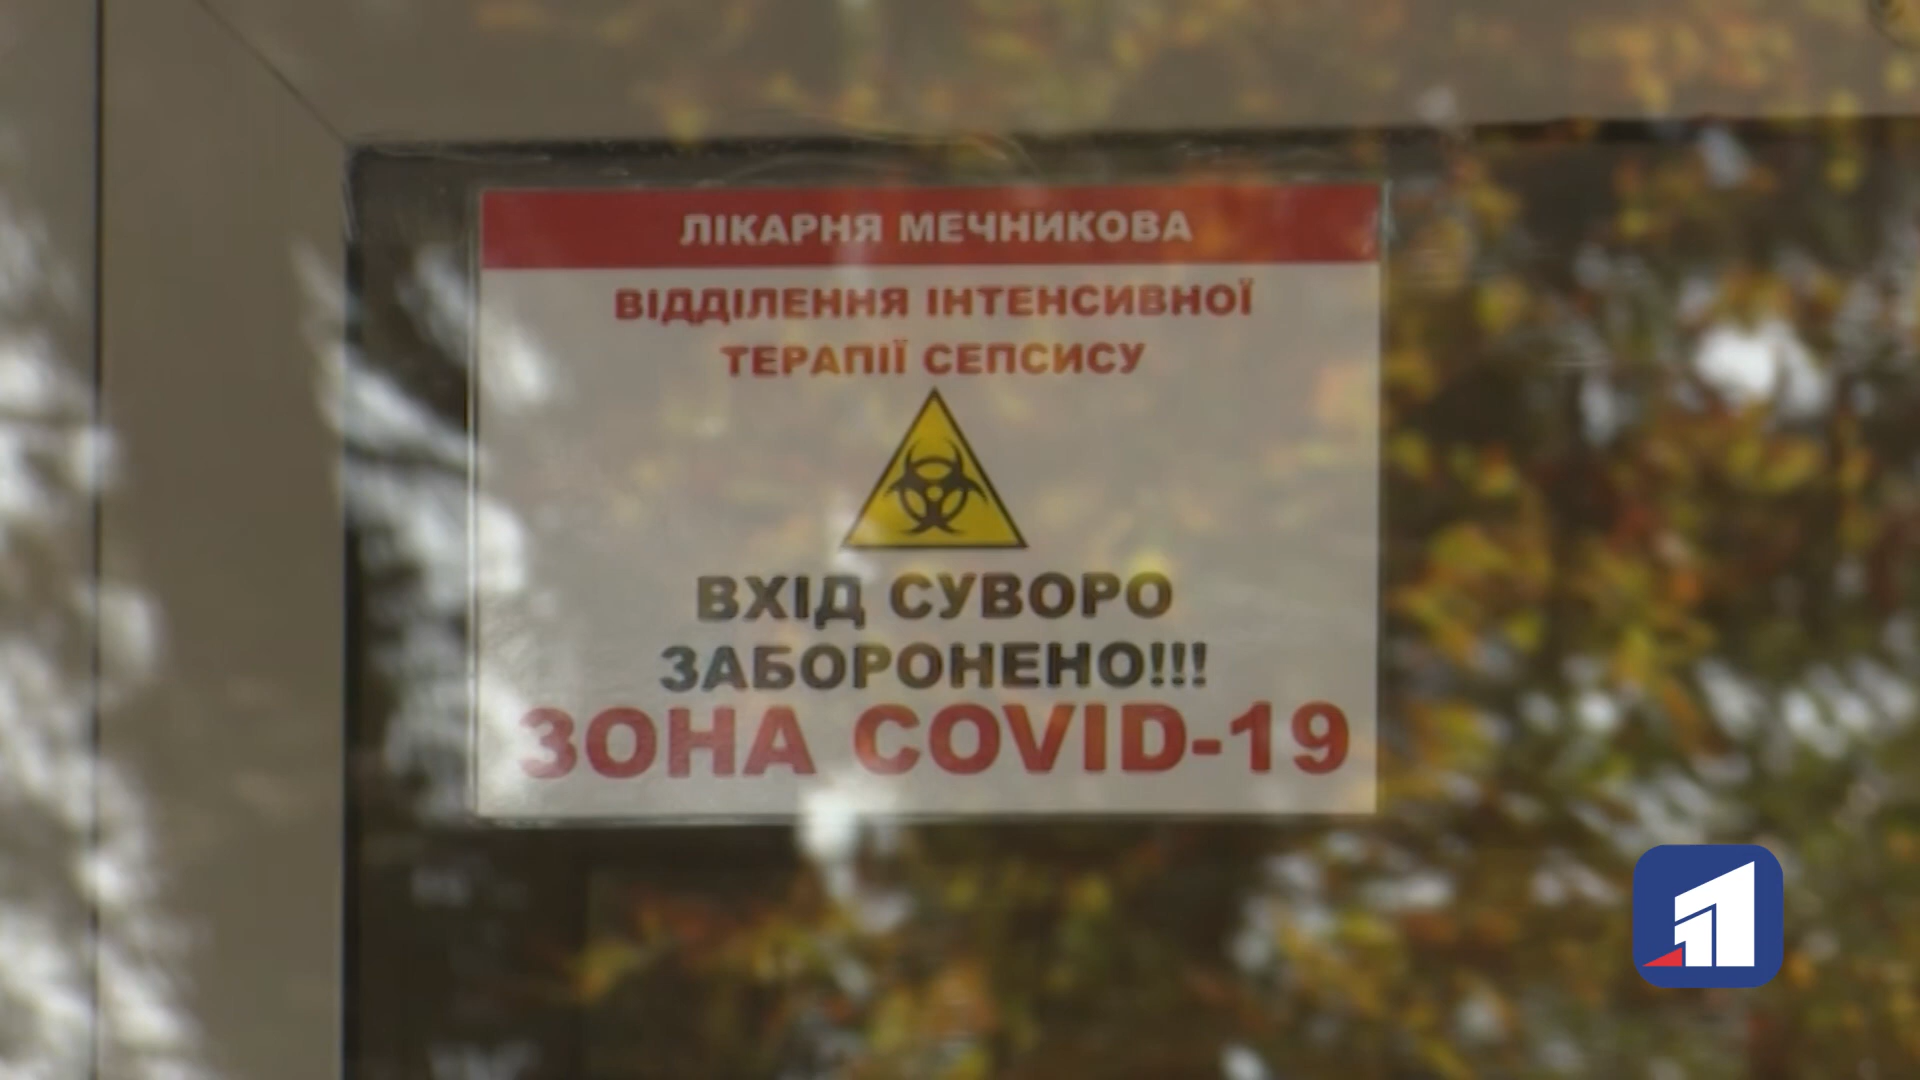 ЛІКАРНЯ МЕЧНИКОВА
ВІДДІЛЕННЯ ІНТЕНСИВНОЇ
ТЕРАПІЇ СЕПСИСУ
ВХІД СУВОРО
ЗАБОРОНЕНО!!!
ЗОНА COVID-19